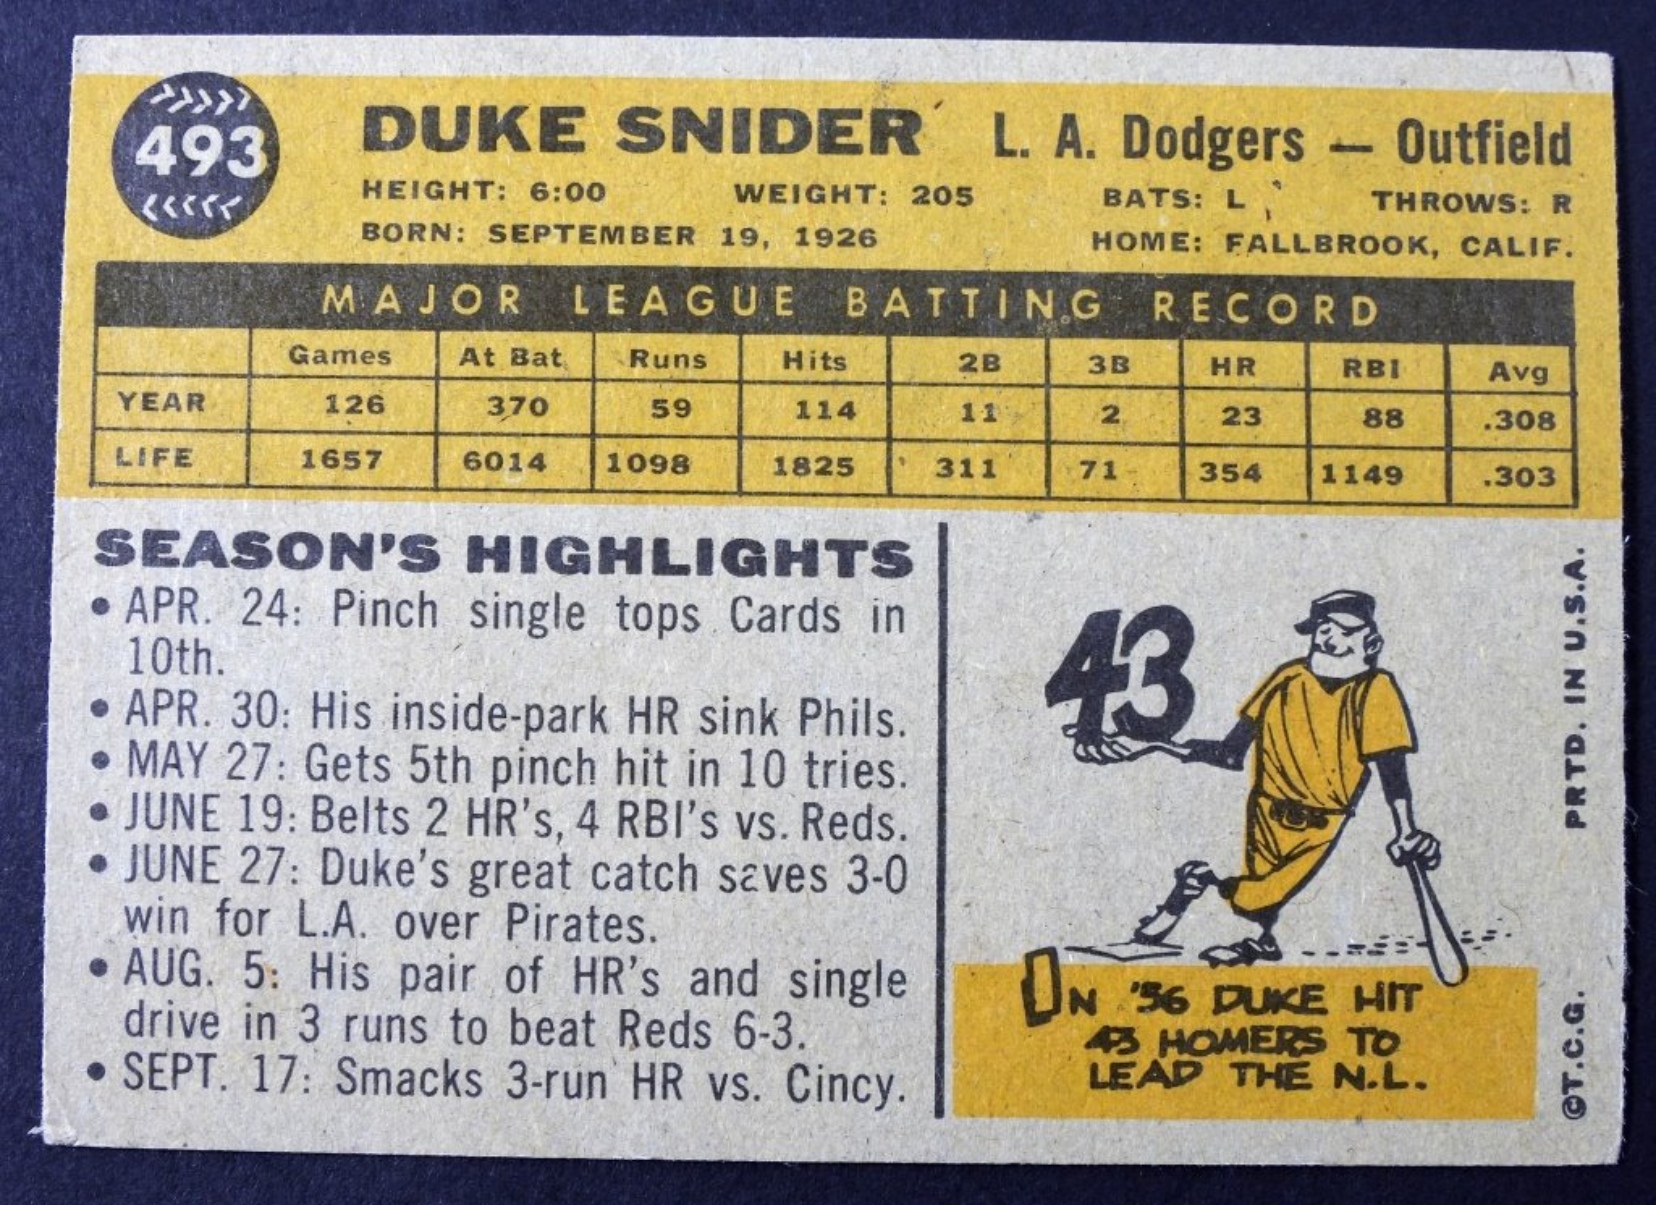 493
DUKE SNIDER L. A. Dodgers — Outfield
HEIGHT: 6:00 WEIGHT: 205 BATS: L THROWS: R
BORN: SEPTEMBER 19, 1926 HOME: FALLBROOK, CALIF.
MAJOR LEAGUE BATTING RECORD
Games At Bat Runs Hits 2B 3B HR RBI Avg
YEAR 126 370 59 114 11 2 23 88 .308
LIFE 1657 6014 1098 1825 311 71 354 1149 .303
SEASON'S HIGHLIGHTS
• APR. 24: Pinch single tops Cards in
10th.
• APR. 30: His inside-park HR sink Phils.
• MAY 27: Gets 5th pinch hit in 10 tries.
• JUNE 19: Belts 2 HR's, 4 RBI's vs. Reds.
• JUNE 27: Duke's great catch saves 3-0
win for L.A. over Pirates.
• AUG. 5: His pair of HR's and single
drive in 3 runs to beat Reds 6-3.
• SEPT. 17: Smacks 3-run HR vs. Cincy.
43
IN '56 DUKE HIT
43 HOMERS TO
LEAD THE N.L.
©T.C.G. PRTD. IN U.S.A.